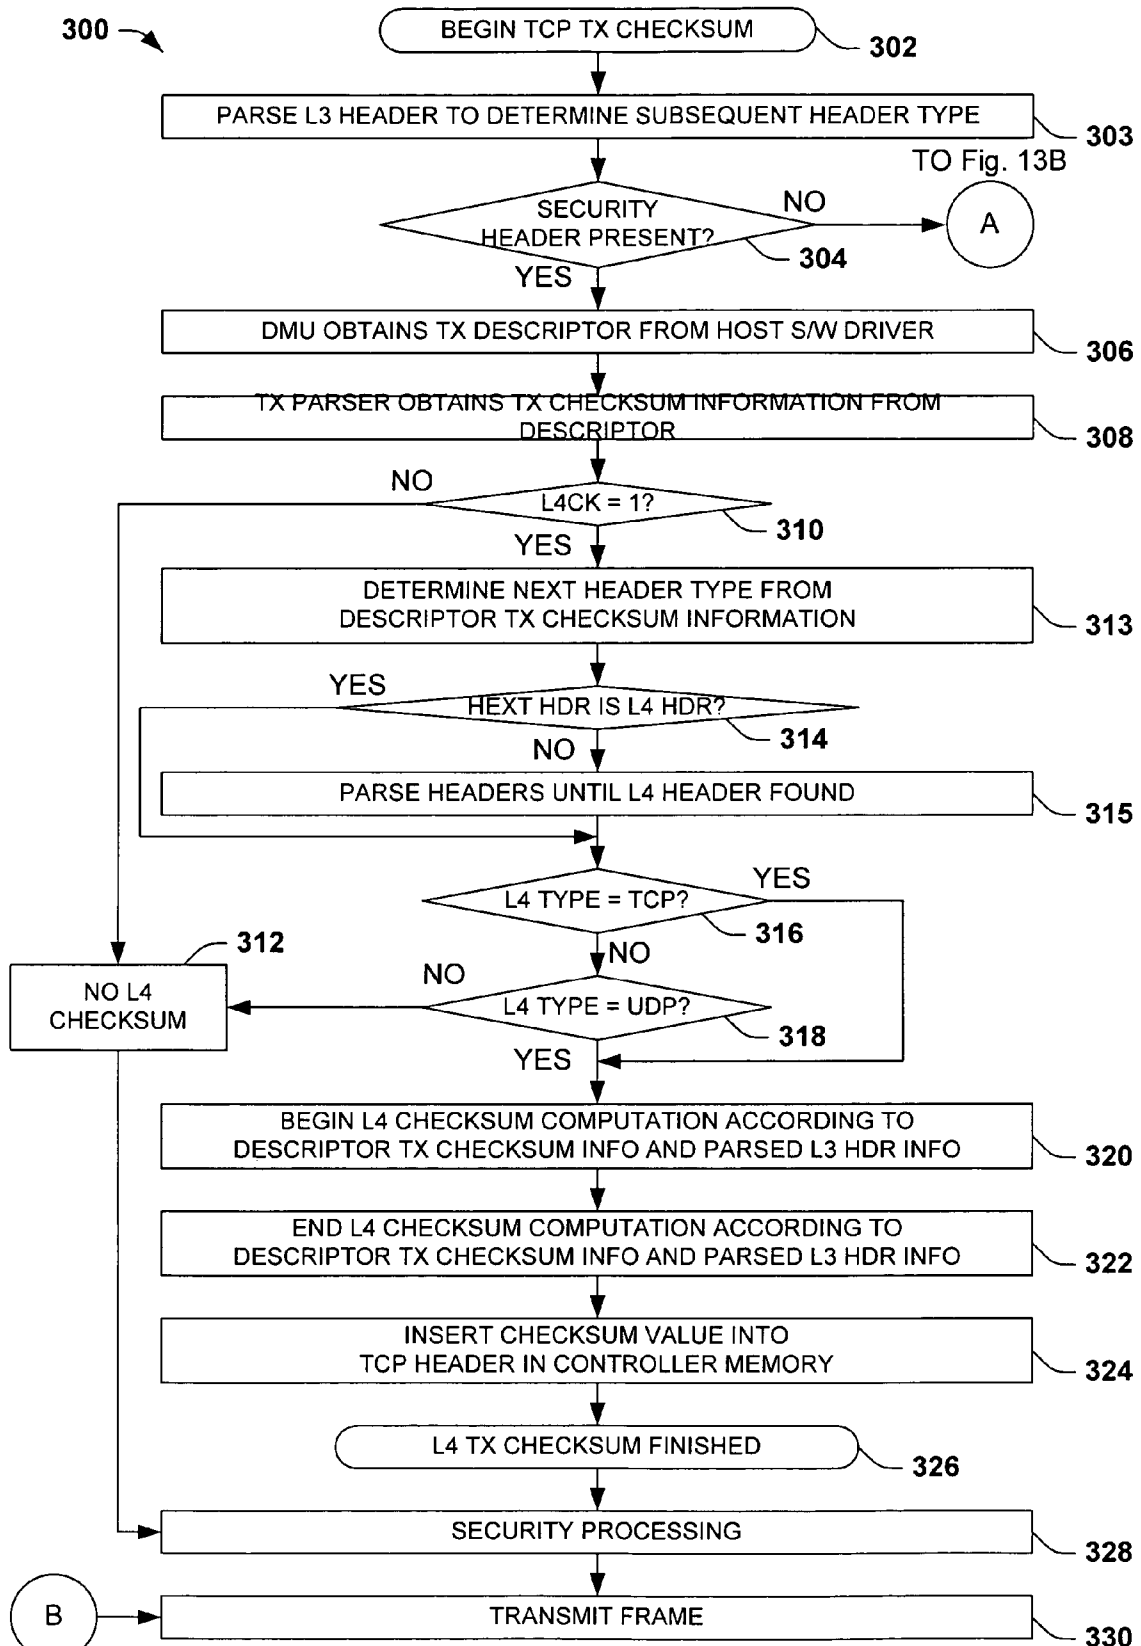 300
BEGIN TCP TX CHECKSUM
302
PARSE L3 HEADER TO DETERMINE SUBSEQUENT HEADER TYPE
303
TO Fig. 13B
SECURITY
HEADER PRESENT?
NO
A
304
YES
DMU OBTAINS TX DESCRIPTOR FROM HOST S/W DRIVER
306
TX PARSER OBTAINS TX CHECKSUM INFORMATION FROM
DESCRIPTOR
308
NO
L4CK = 1?
310
YES
DETERMINE NEXT HEADER TYPE FROM
DESCRIPTOR TX CHECKSUM INFORMATION
313
YES
HEXT HDR IS L4 HDR?
314
NO
PARSE HEADERS UNTIL L4 HEADER FOUND
315
L4 TYPE = TCP?
YES
316
NO
312
NO L4
CHECKSUM
NO
L4 TYPE = UDP?
318
YES
BEGIN L4 CHECKSUM COMPUTATION ACCORDING TO
DESCRIPTOR TX CHECKSUM INFO AND PARSED L3 HDR INFO
320
END L4 CHECKSUM COMPUTATION ACCORDING TO
DESCRIPTOR TX CHECKSUM INFO AND PARSED L3 HDR INFO
322
INSERT CHECKSUM VALUE INTO
TCP HEADER IN CONTROLLER MEMORY
324
L4 TX CHECKSUM FINISHED
326
SECURITY PROCESSING
328
B
TRANSMIT FRAME
330